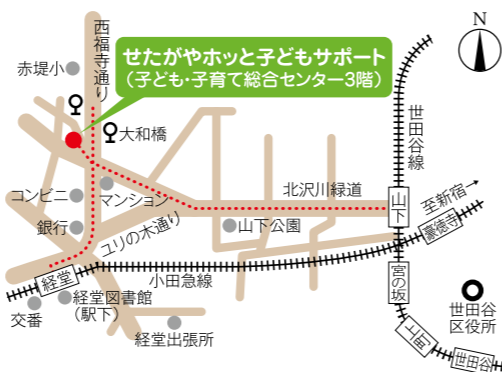 西福寺通り
赤堤小
せたがやホッと子どもサポート
(子ども・子育て総合センター3階)
N
大和橋
世田谷線
コンビニ
マンション
北沢川緑道
山下
至新宿→
銀行
ユリの木通り
山下公園
豪徳寺
経堂
小田急線
宮の坂
交番
経堂図書館
(駅下)
経堂出張所
世田谷
区役所
上町
世田谷